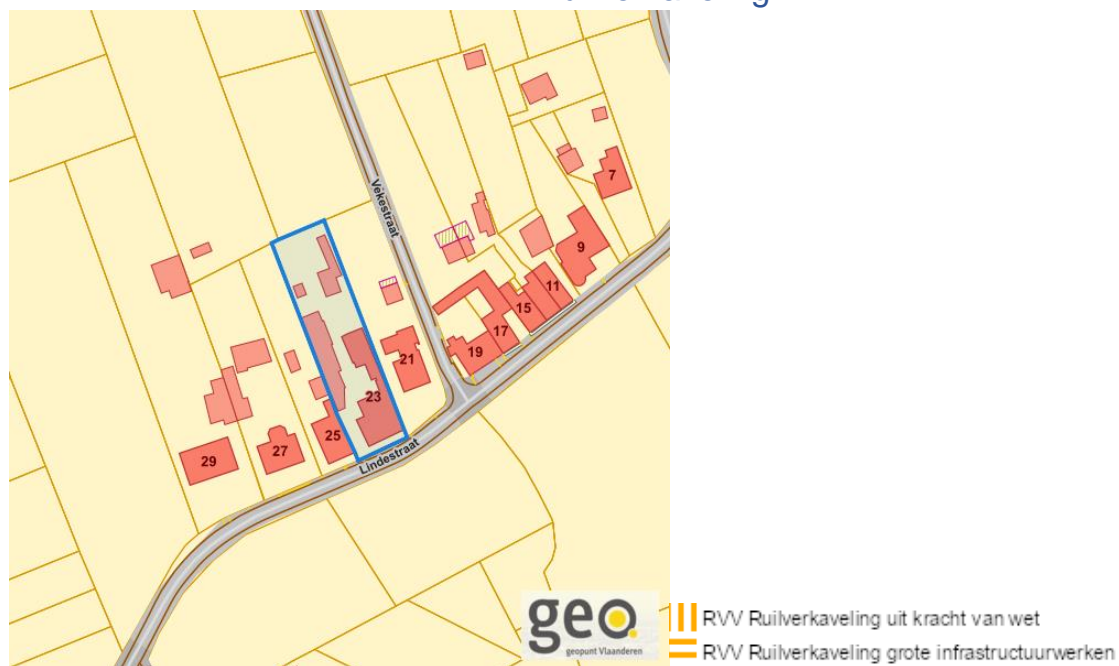 Vekestraat
7
9
11
15
17
19
21
23
25
27
29
Lindestraat
geo
geopunt Vlaanderen
RVV Ruilverkaveling uit kracht van wet
RVV Ruilverkaveling grote infrastructuurwerken